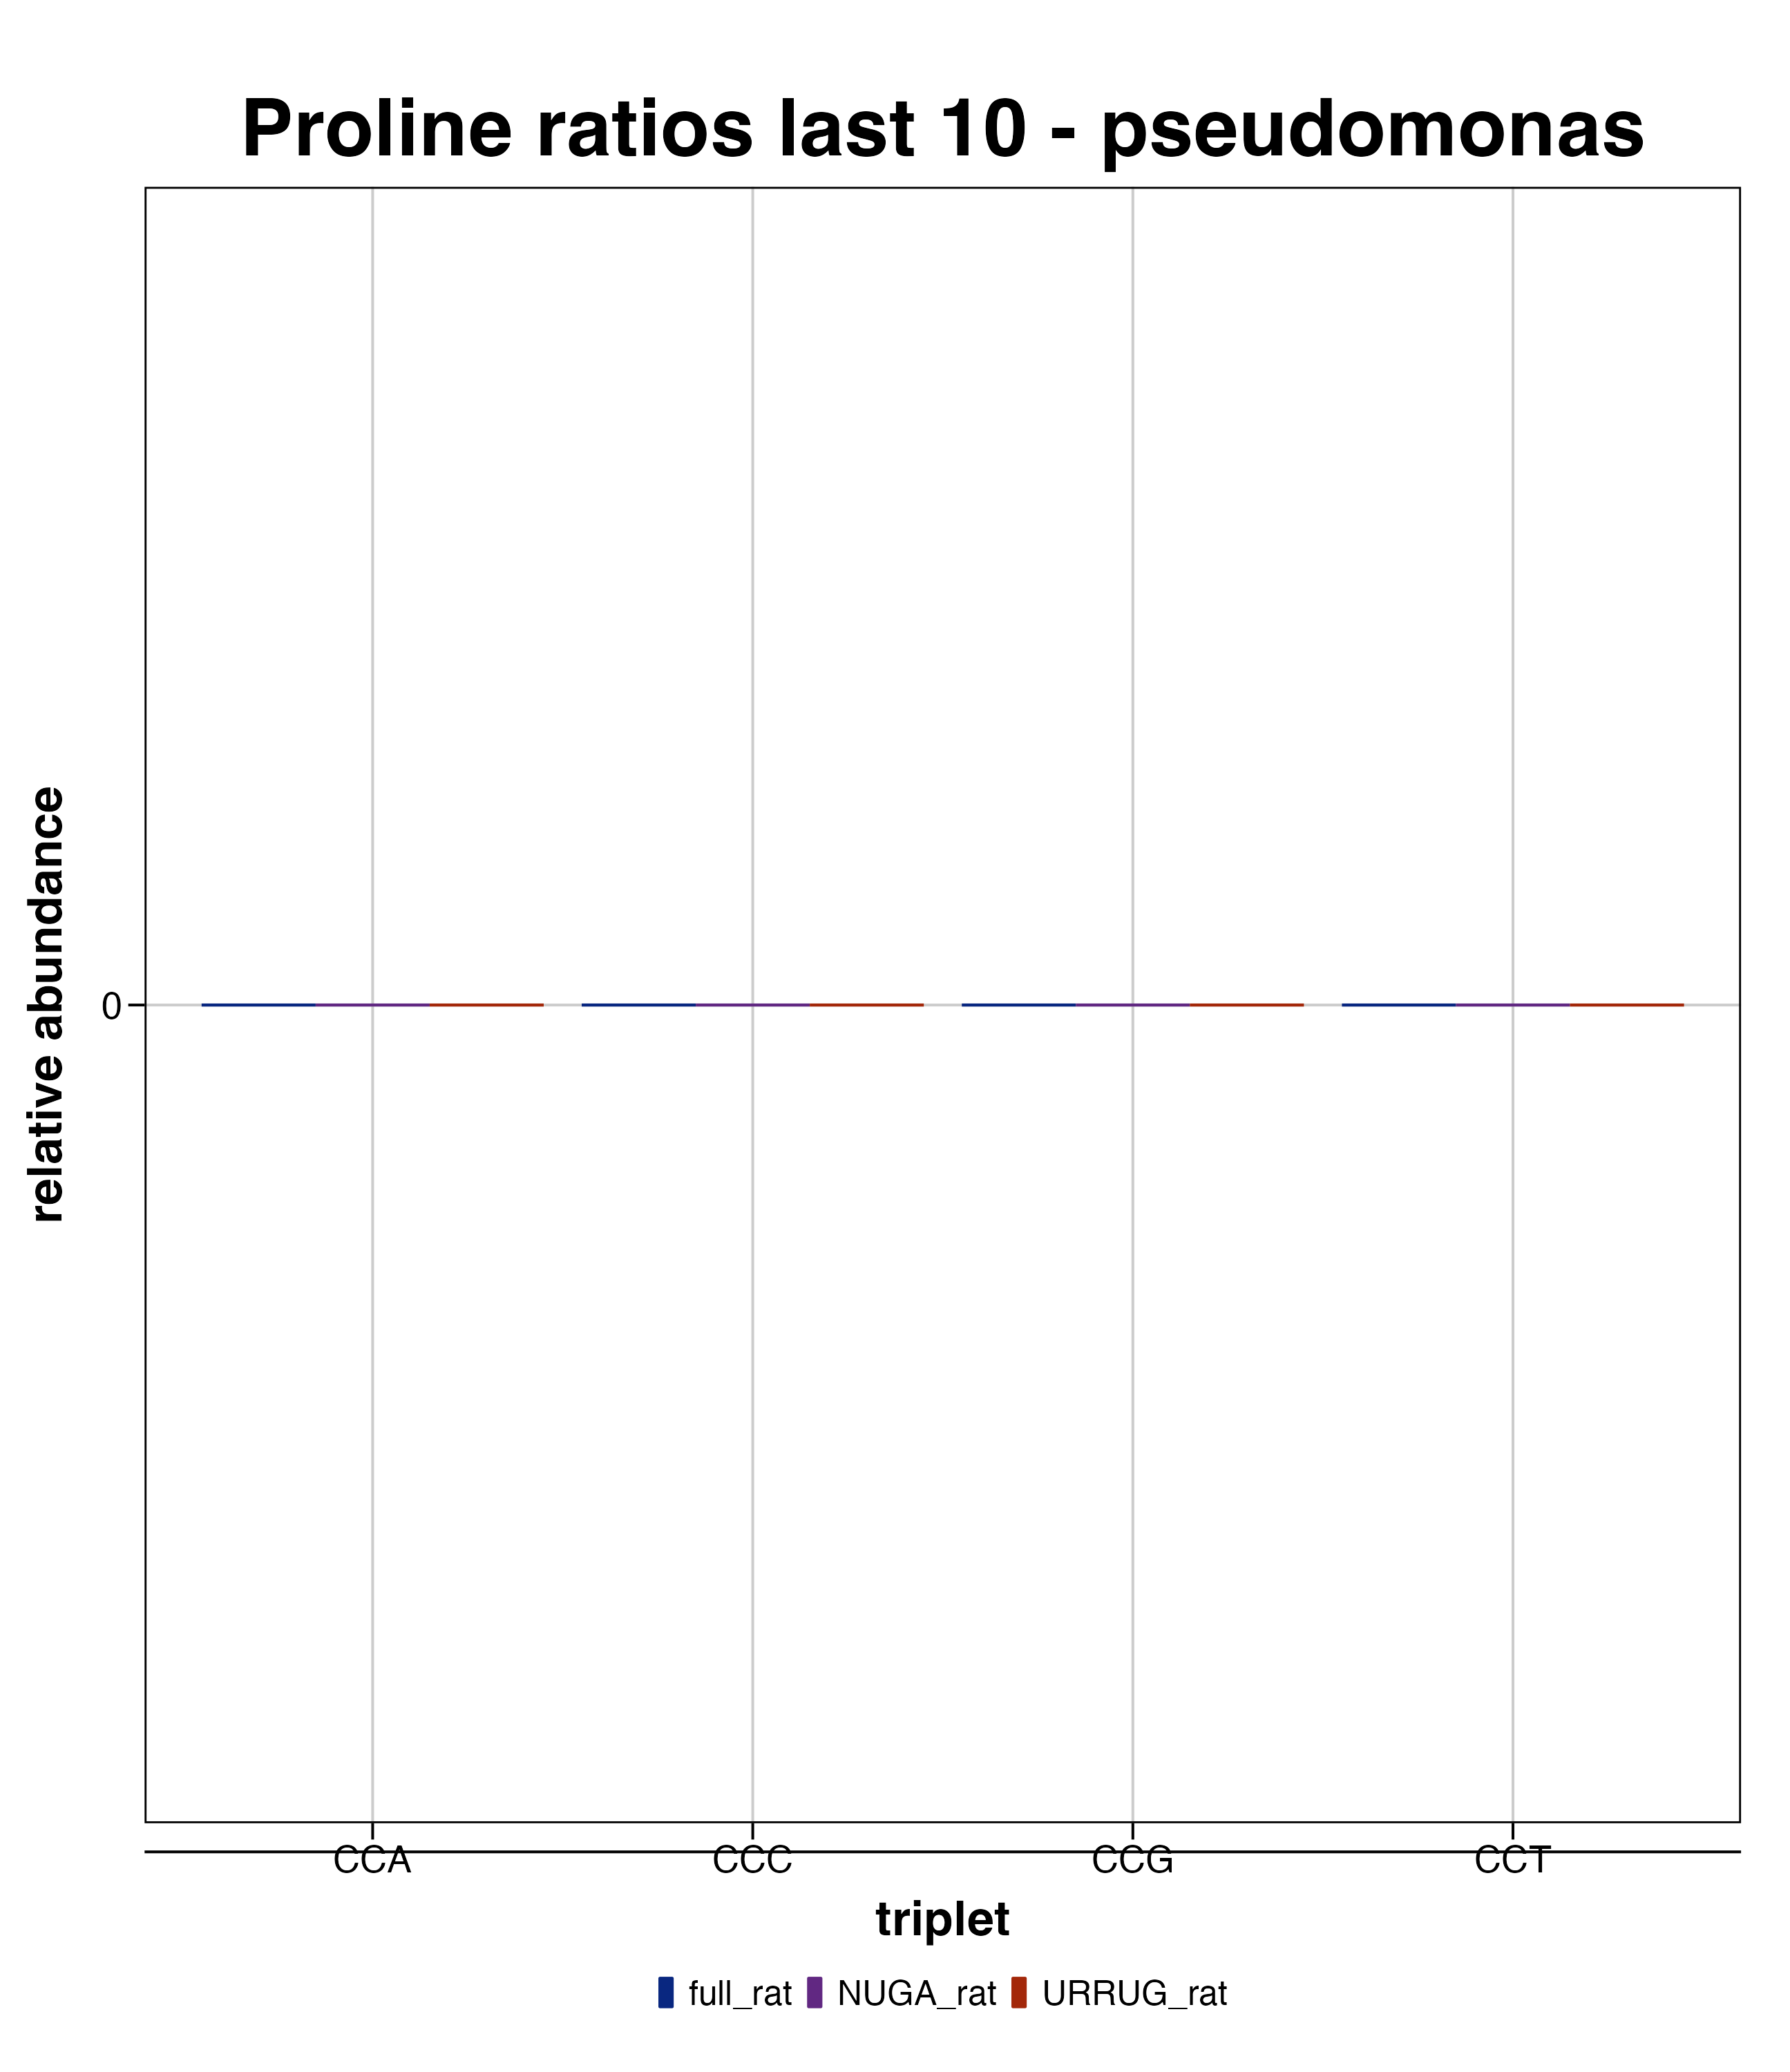 Proline ratios last 10 - pseudomonas
relative abundance
0
CCA CCC CCG CCT
triplet
full_rat NUGA_rat URRUG_rat